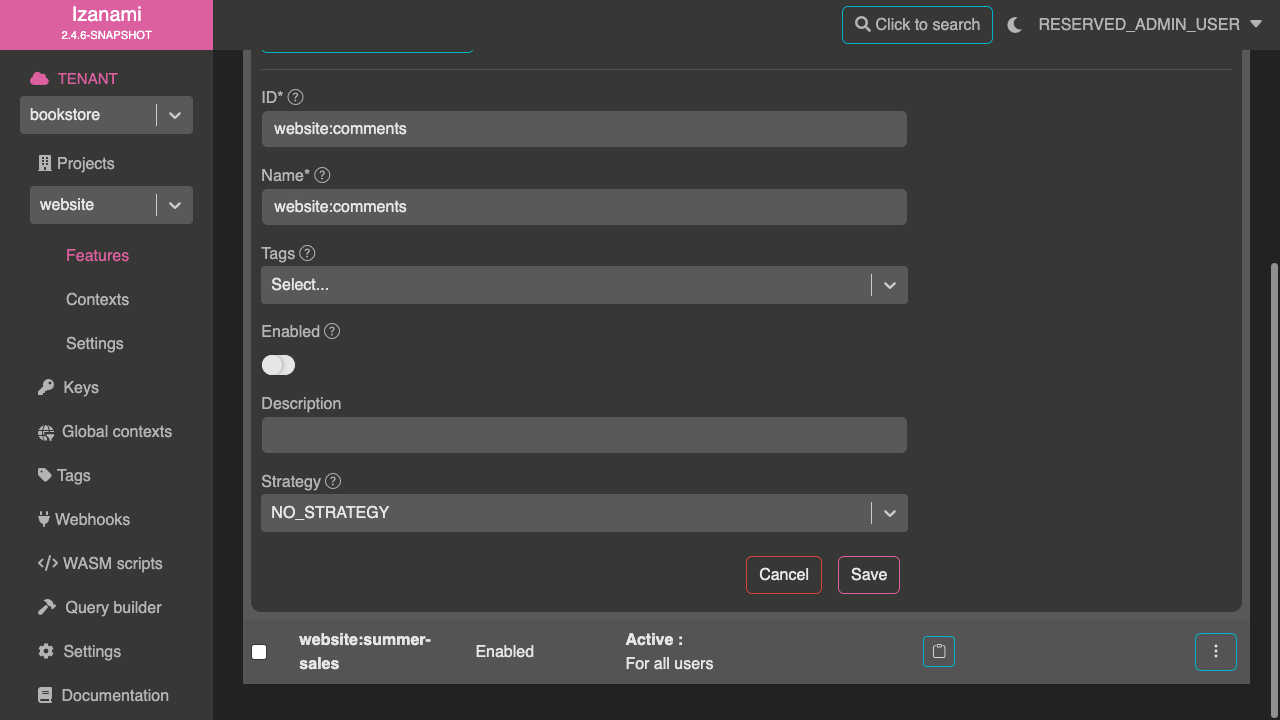 Izanami
2.4.6-SNAPSHOT
Click to search
RESERVED_ADMIN_USER
TENANT
bookstore
Projects
website
Features
Contexts
Settings
Keys
Global contexts
Tags
Webhooks
WASM scripts
Query builder
Settings
Documentation
ID*
website:comments
Name*
website:comments
Tags
Select...
Enabled
Description
Strategy
NO_STRATEGY
Cancel
Save
website:summer-
sales
Enabled
Active :
For all users